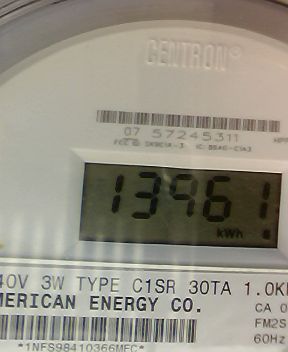 CENTRON®
07 57245311
13961
kWh
40V 3W TYPE C1SR 30TA 1.0K
MERICAN ENERGY CO.
CA 0
FM2S
60Hz
*1NFS98410366MFC*